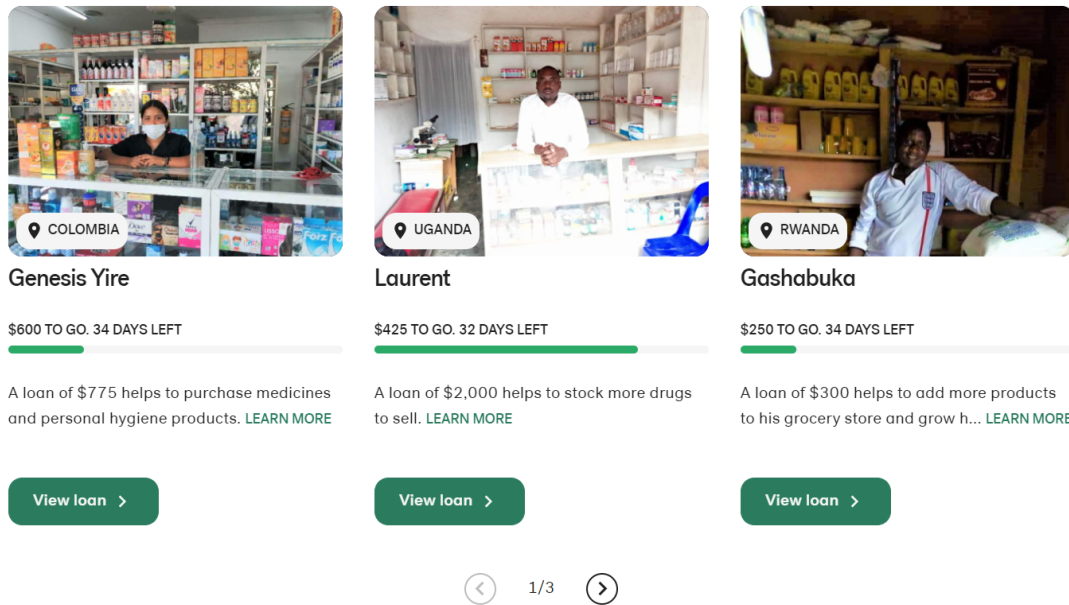 COLOMBIA
Genesis Yire
$600 TO GO. 34 DAYS LEFT
A loan of $775 helps to purchase medicines
and personal hygiene products. LEARN MORE
View loan
UGANDA
Laurent
$425 TO GO. 32 DAYS LEFT
A loan of $2,000 helps to stock more drugs
to sell. LEARN MORE
View loan
RWANDA
Gashabuka
$250 TO GO. 34 DAYS LEFT
A loan of $300 helps to add more products
to his grocery store and grow h... LEARN MORE
View loan
1/3